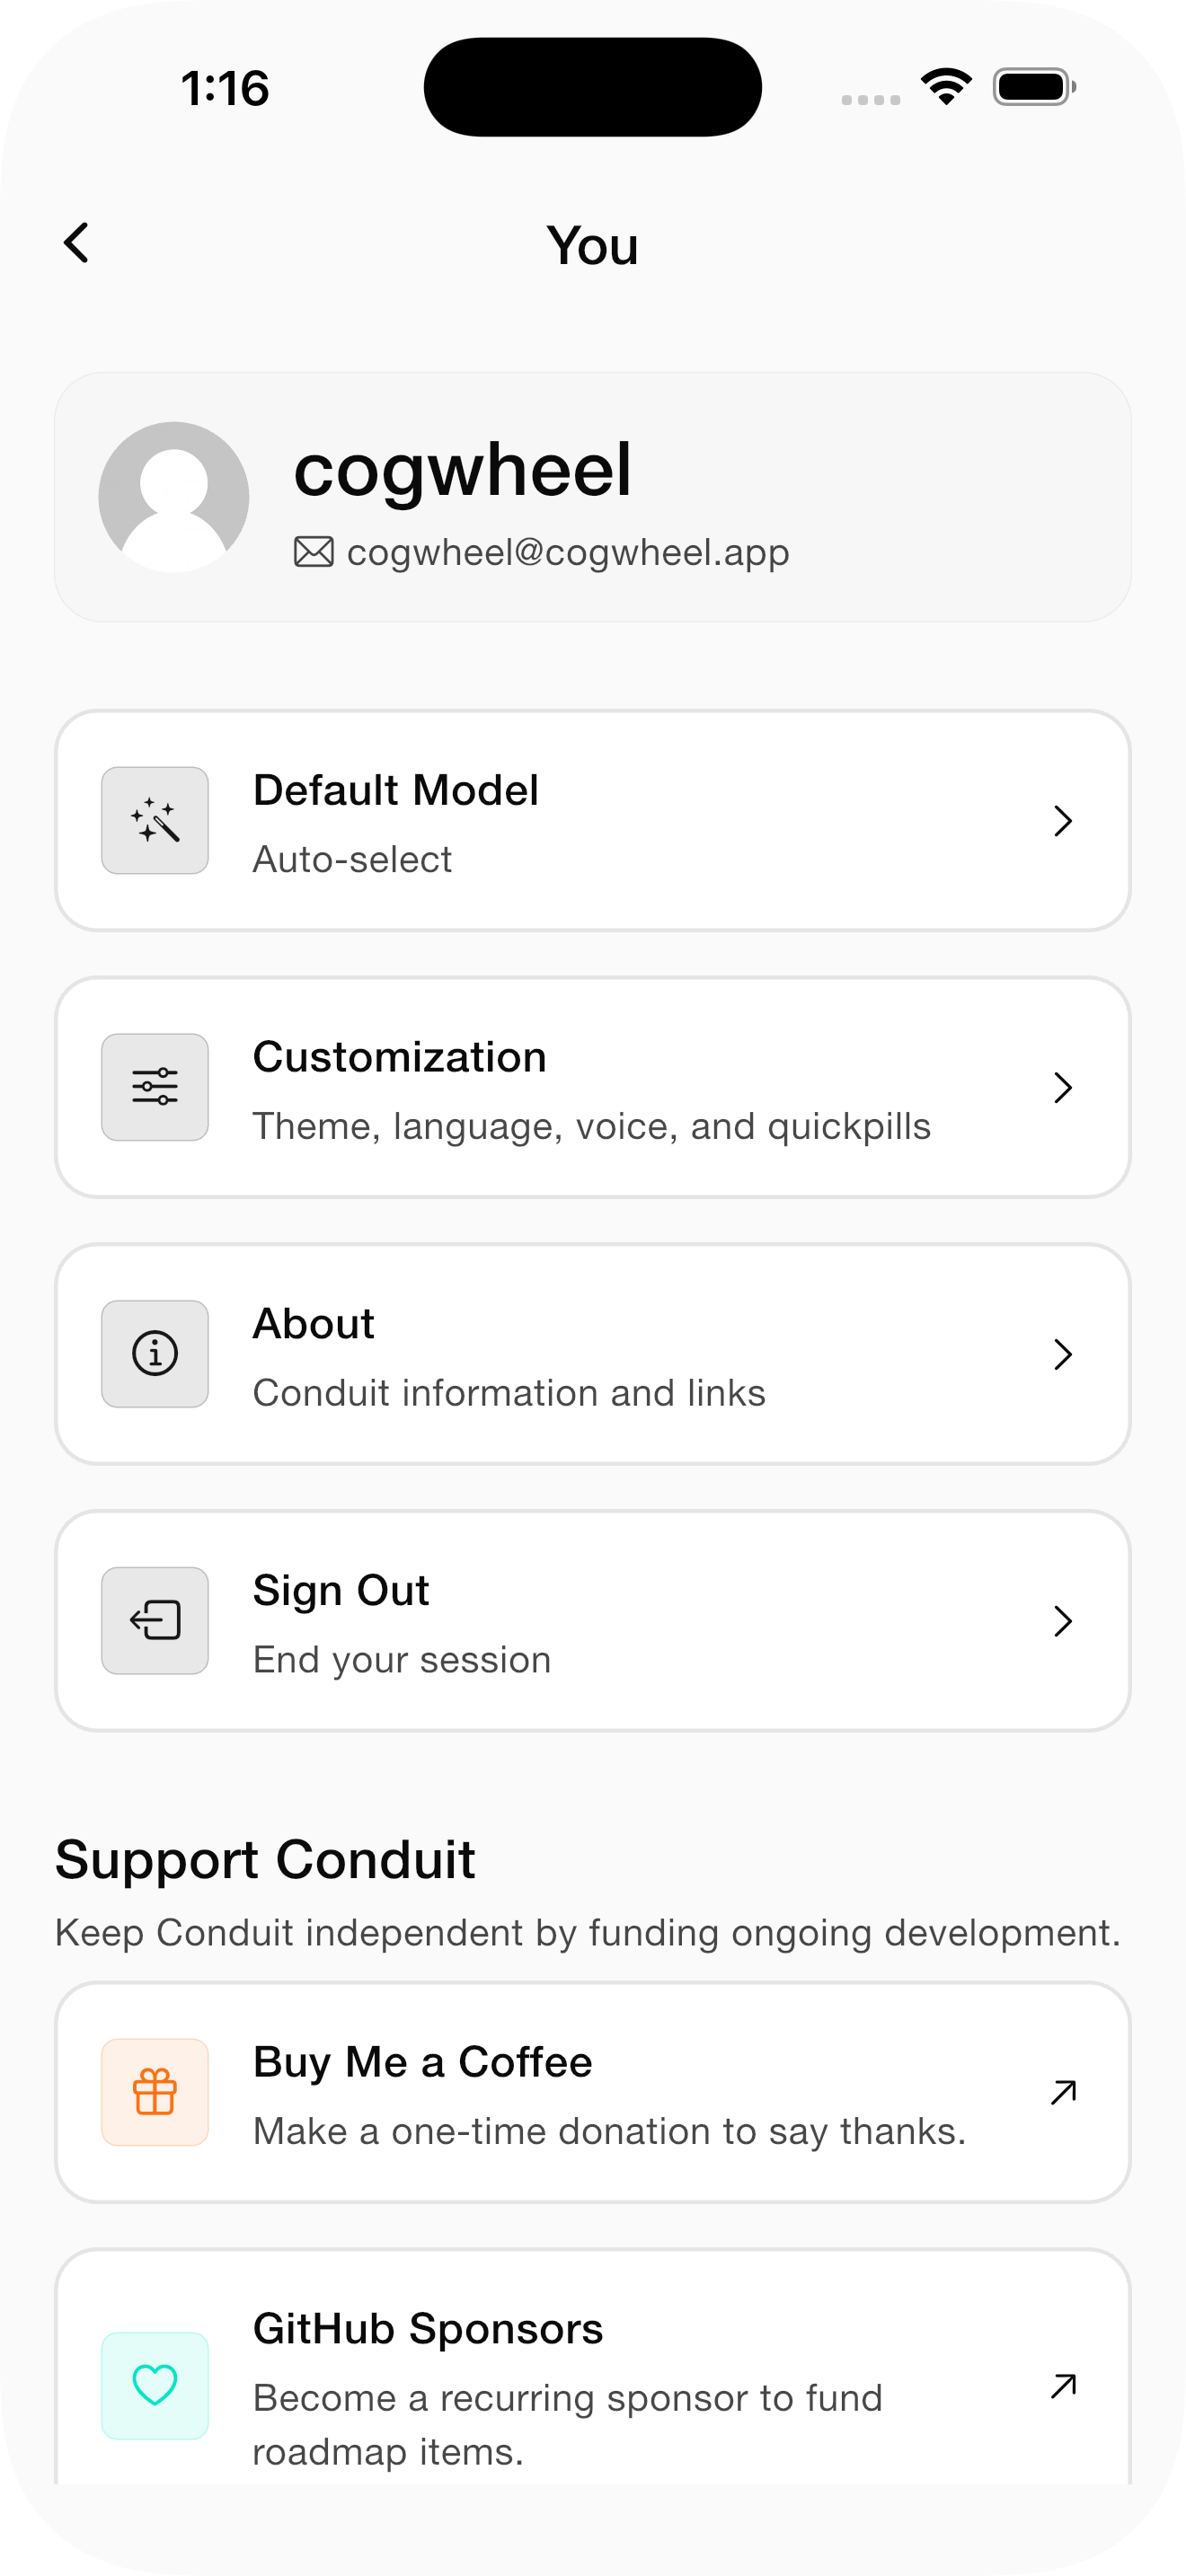 1:16
You
cogwheel
cogwheel@cogwheel.app
Default Model
Auto-select
Customization
Theme, language, voice, and quickpills
About
Conduit information and links
Sign Out
End your session
Support Conduit
Keep Conduit independent by funding ongoing development.
Buy Me a Coffee
Make a one-time donation to say thanks.
GitHub Sponsors
Become a recurring sponsor to fund
roadmap items.